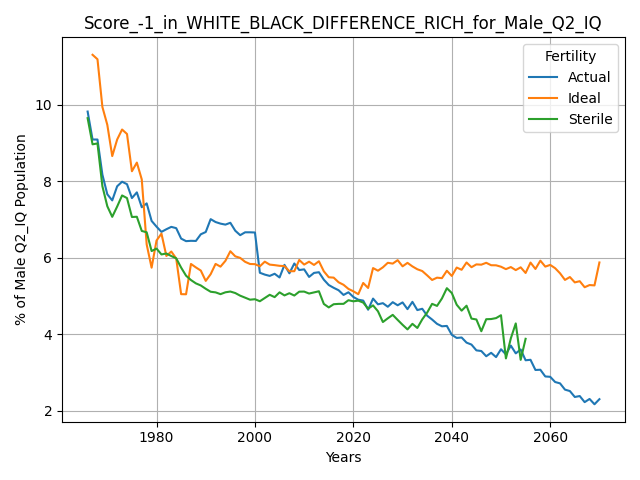 Score_-1_in_WHITE_BLACK_DIFFERENCE_RICH_for_Male_Q2_IQ
Fertility
Actual
Ideal
Sterile
% of Male Q2_IQ Population
10
8
6
4
2
1980
2000
2020
2040
2060
Years